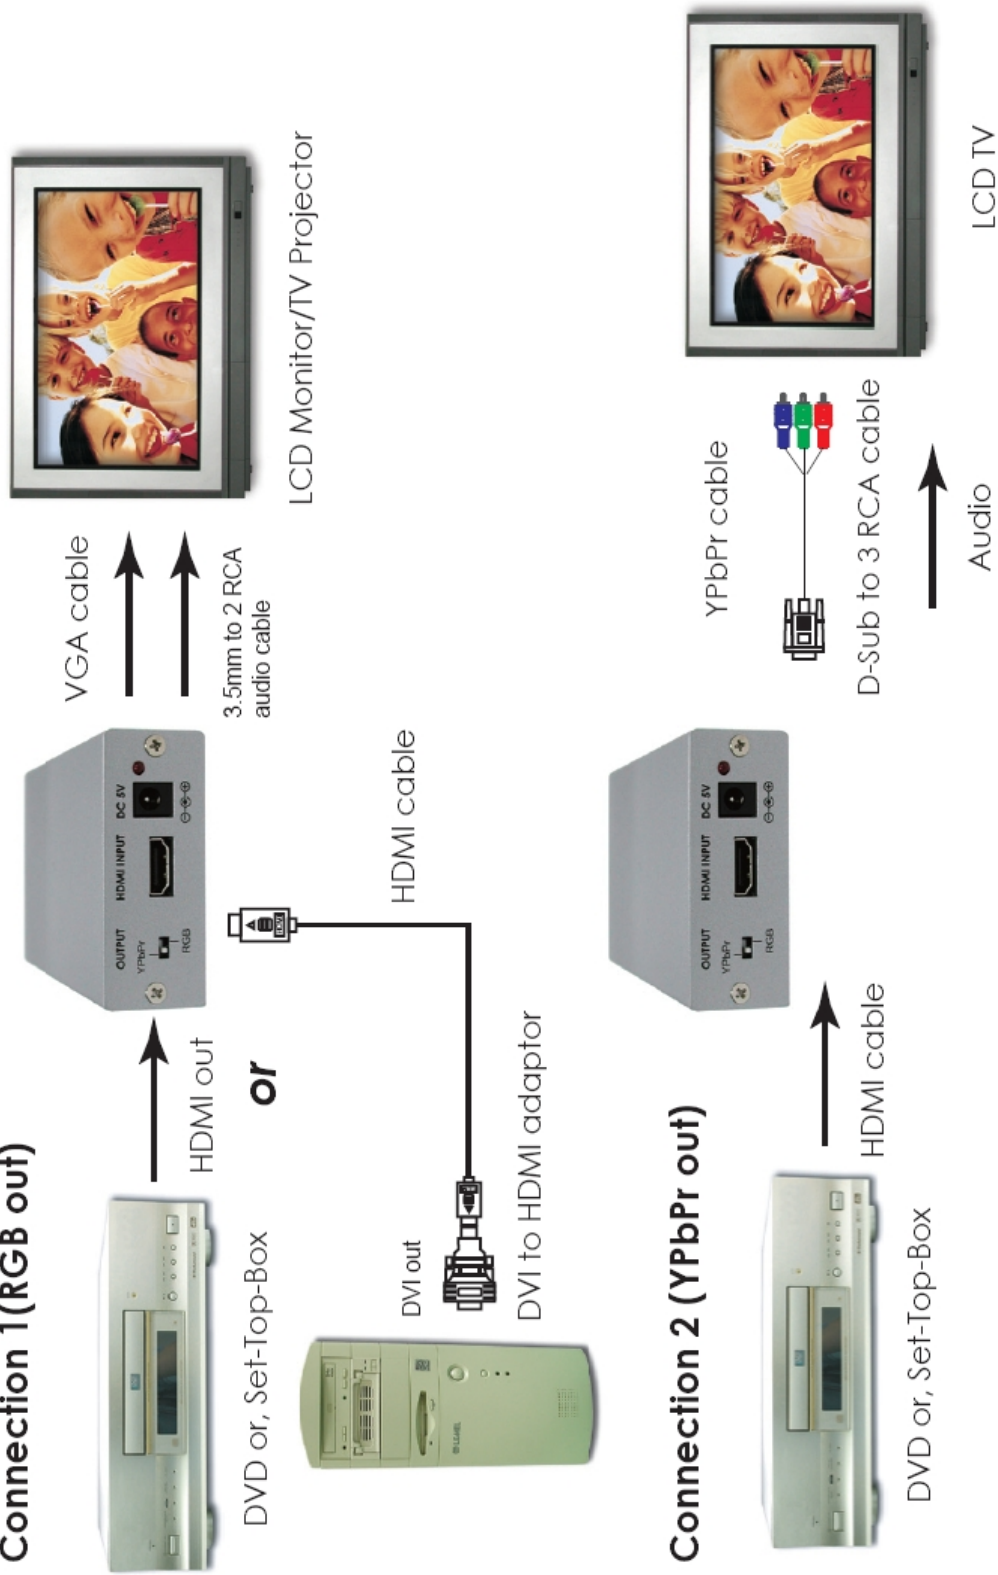 Connection 1(RGB out)
DVD or, Set-Top-Box
HDMI out
OUTPUT
YPbPr
RGB
HDMI INPUT
DC 5V
VGA cable
3.5mm to 2 RCA
audio cable
LCD Monitor/TV Projector
or
DVI out
DVI to HDMI adaptor
HDMI cable
Connection 2 (YPbPr out)
DVD or, Set-Top-Box
HDMI cable
OUTPUT
YPbPr
RGB
HDMI INPUT
DC 5V
YPbPr cable
D-Sub to 3 RCA cable
Audio
LCD TV